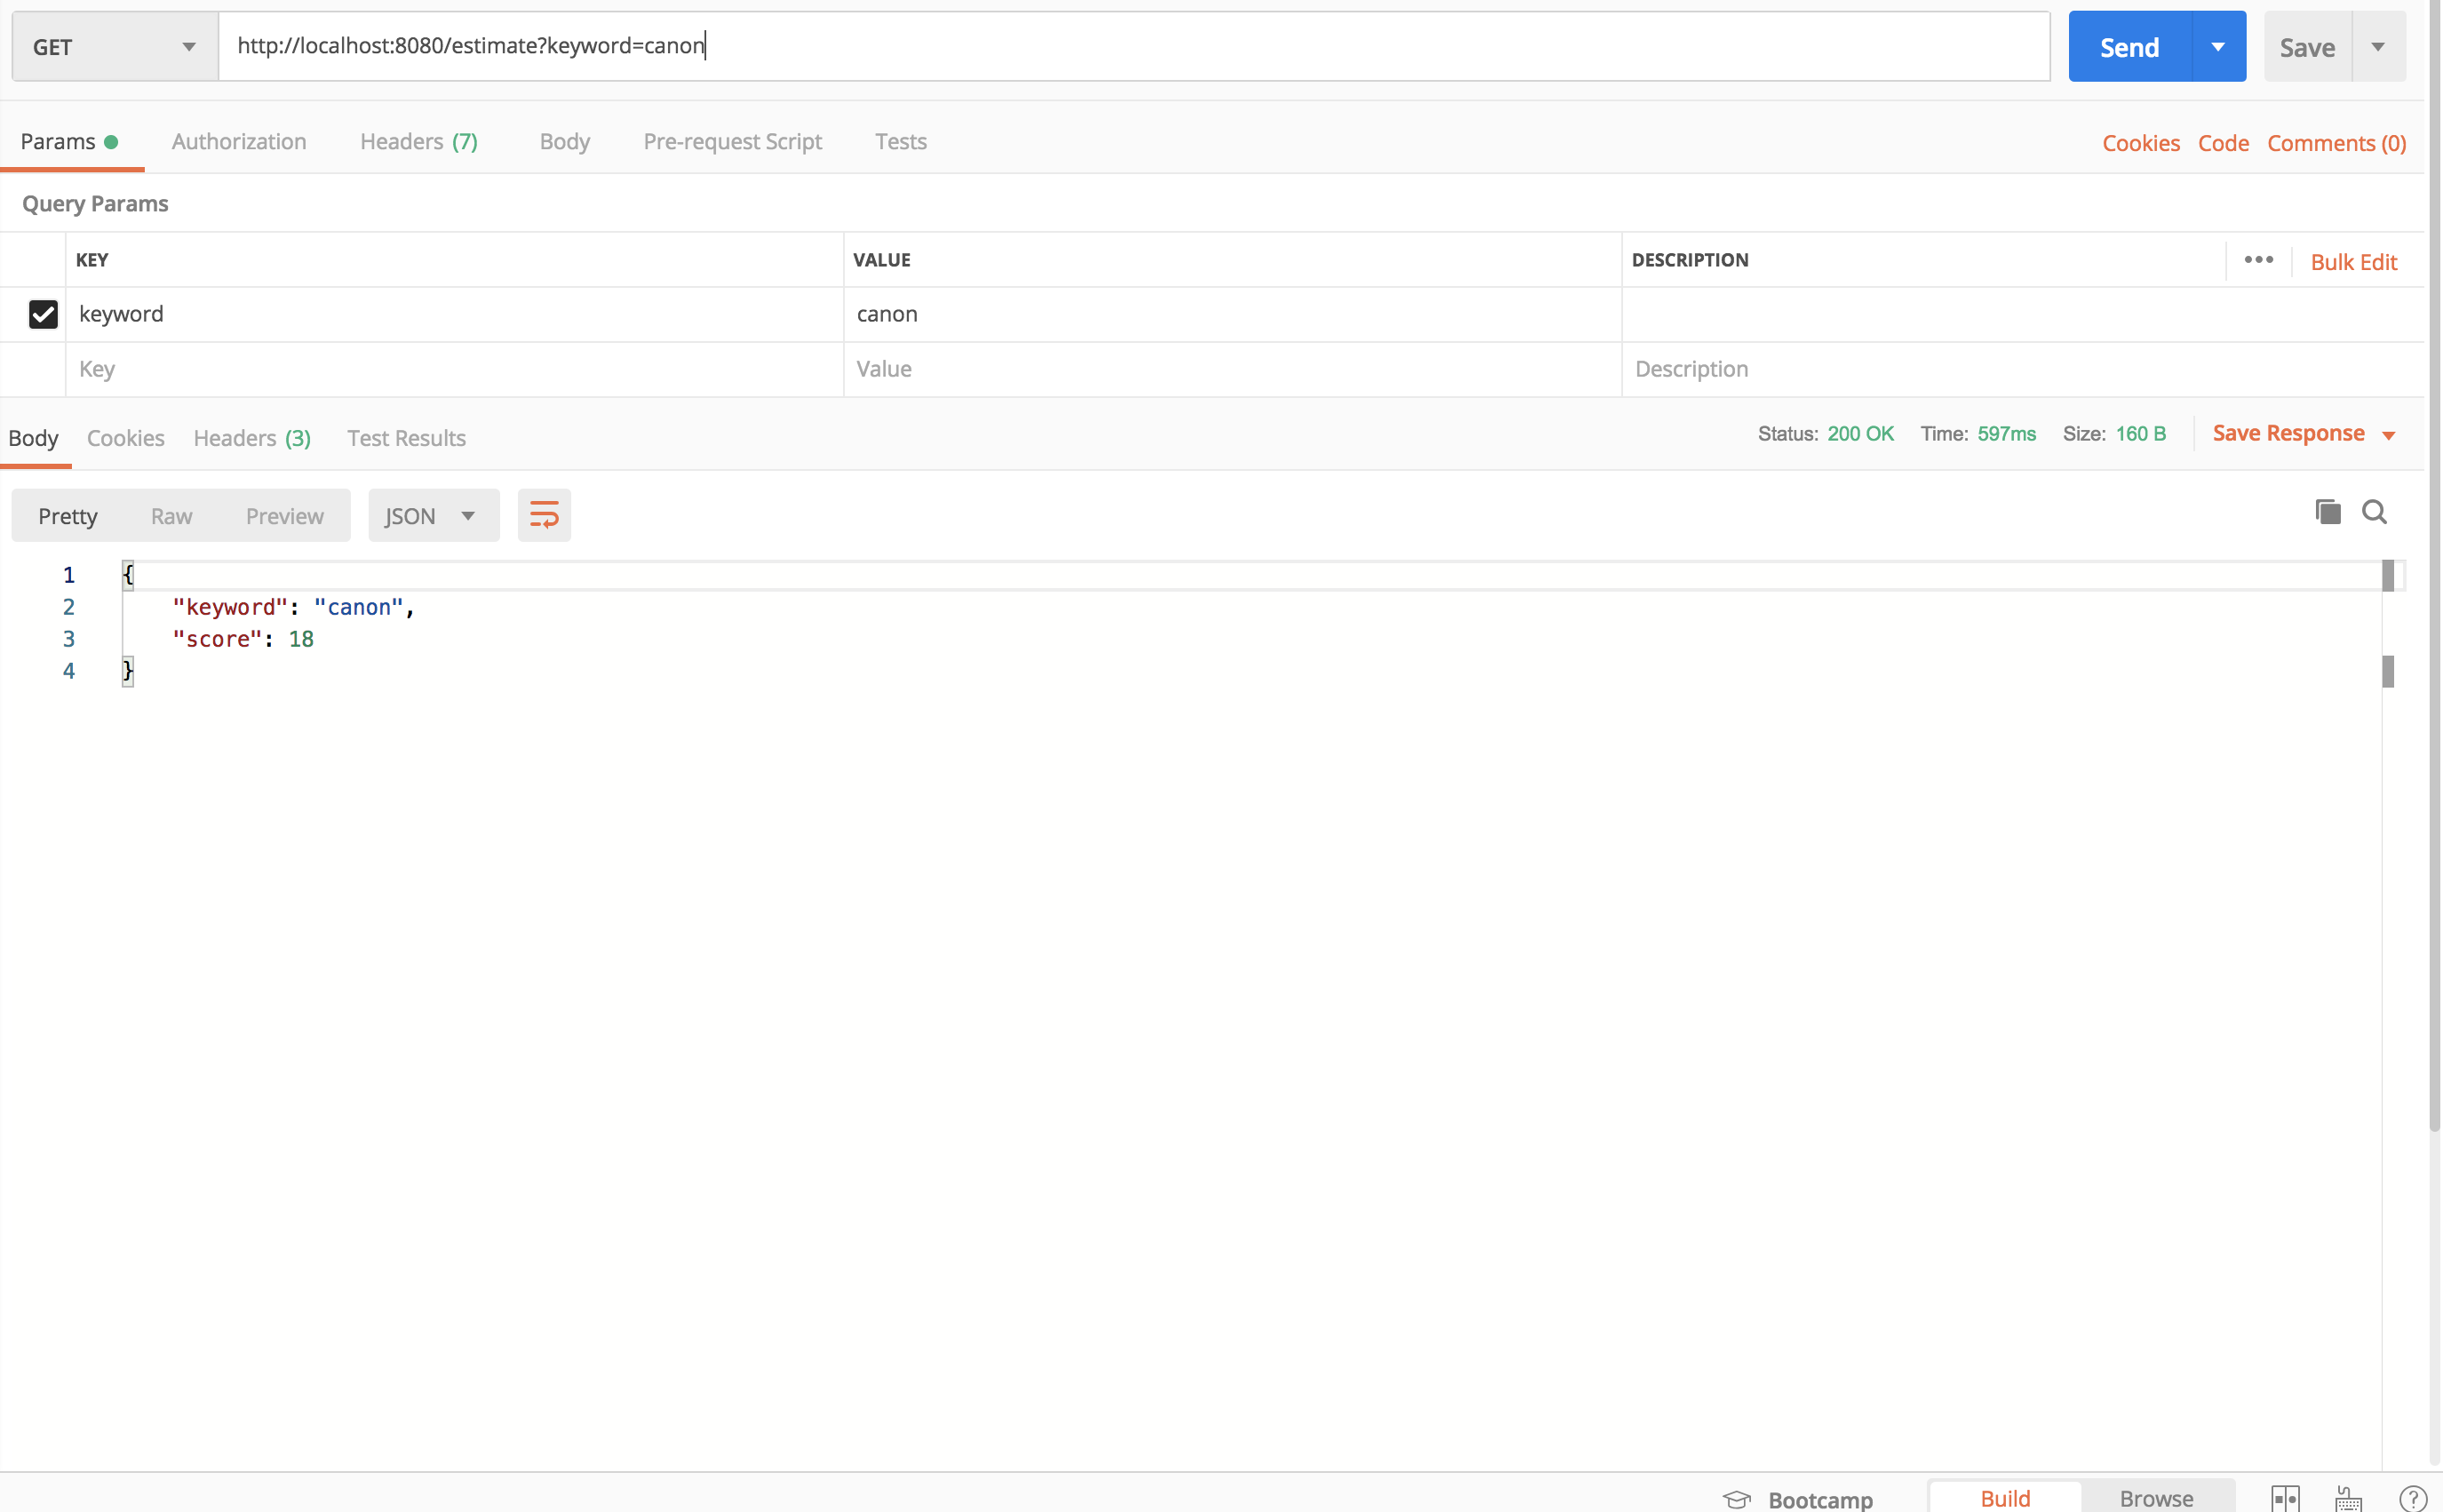 GET http://localhost:8080/estimate?keyword=canon Send Save
Params Authorization Headers (7) Body Pre-request Script Tests Cookies Code Comments (0)
Query Params
KEY VALUE DESCRIPTION ••• Bulk Edit
keyword canon
Key Value Description
Body Cookies Headers (3) Test Results Status: 200 OK Time: 597ms Size: 160 B Save Response
Pretty Raw Preview JSON
1 {
2 "keyword": "canon",
3 "score": 18
4 }
Bootcamp Build Browse ?